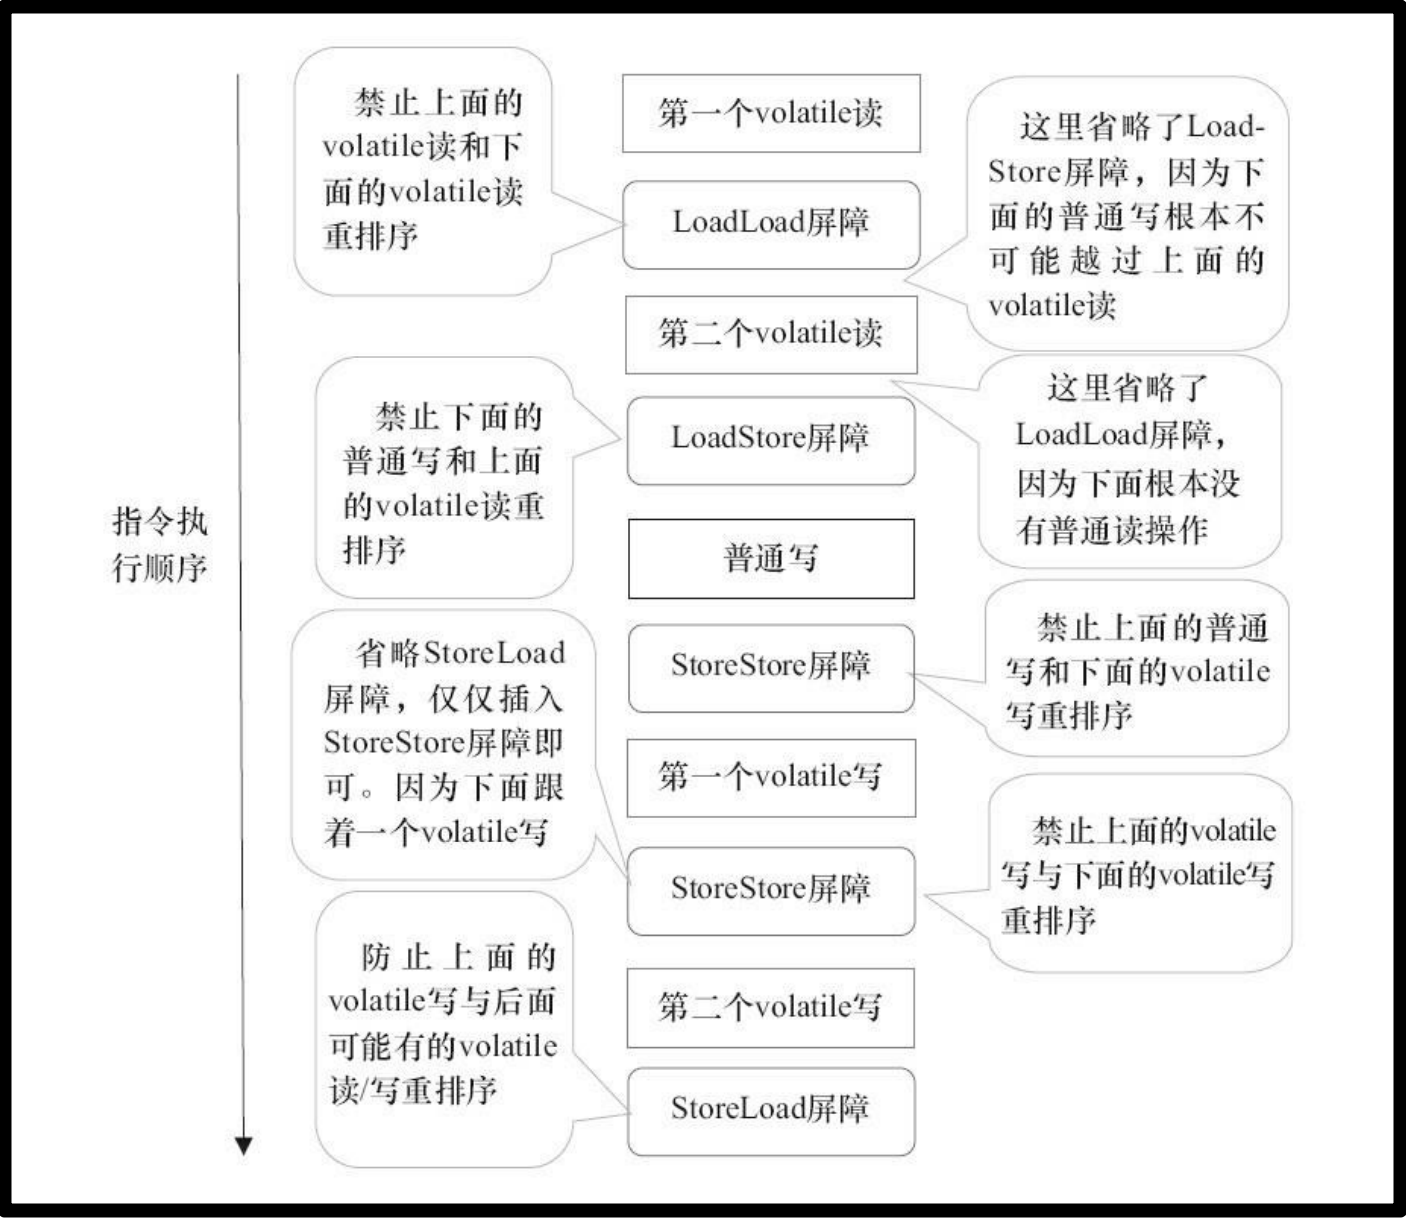 禁止上面的
volatile读和下
面的volatile读
重排序
第一个volatile读
这里省略了Load-
Store屏障，因为下
面的普通写根本不
可能越过上面的
volatile读
LoadLoad屏障
第二个volatile读
禁止下面的
普通写和上面
的volatile读重
排序
LoadStore屏障
这里省略了
LoadLoad屏障，
因为下面根本没
有普通读操作
指令执
行顺序
普通写
省略StoreLoad
屏障，仅仅插入
StoreStore屏障即
可。因为下面跟
着一个volatile写
StoreStore屏障
禁止上面的普通
写和下面的volatile
写重排序
第一个volatile写
StoreStore屏障
禁止上面的volatile
写与下面的volatile写
重排序
防止上面的
volatile写与后面
可能有的volatile
读/写重排序
第二个volatile写
StoreLoad屏障